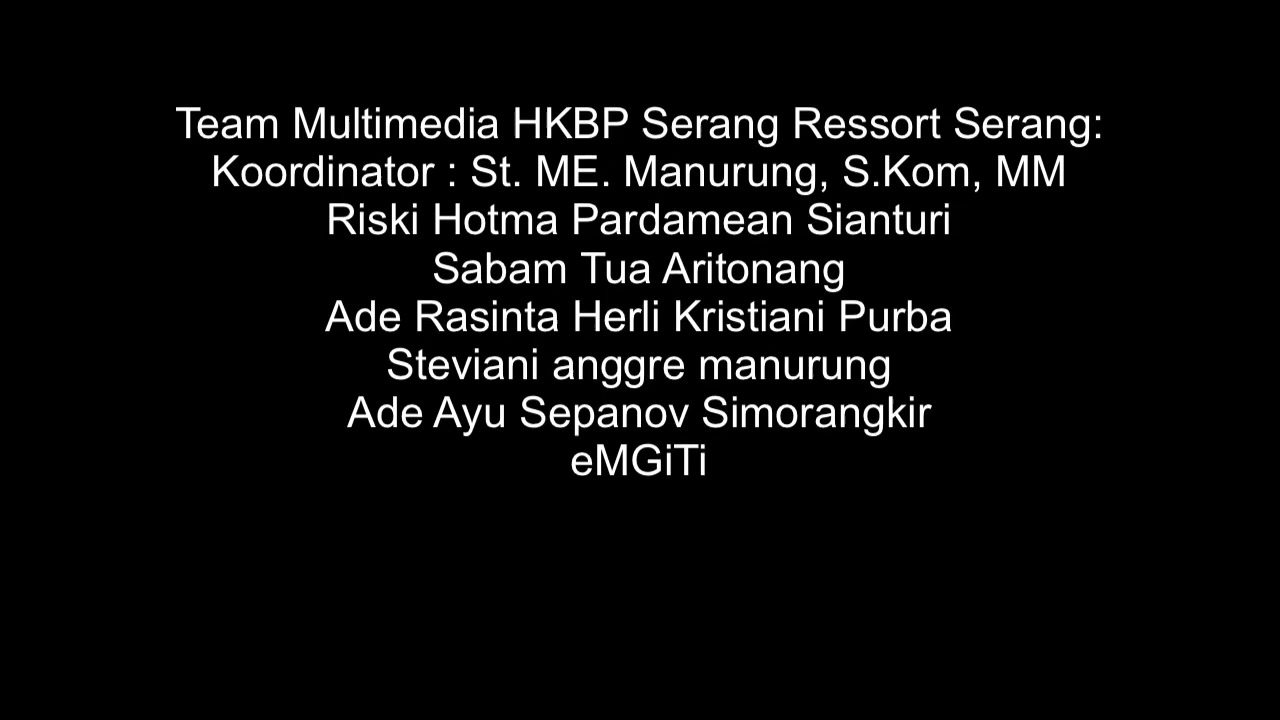 Team Multimedia HKBP Serang Ressort Serang:
Koordinator : St. ME. Manurung, S.Kom, MM
Riski Hotma Pardamean Sianturi
Sabam Tua Aritonang
Ade Rasinta Herli Kristiani Purba
Steviani anggre manurung
Ade Ayu Sepanov Simorangkir
eMGiTi